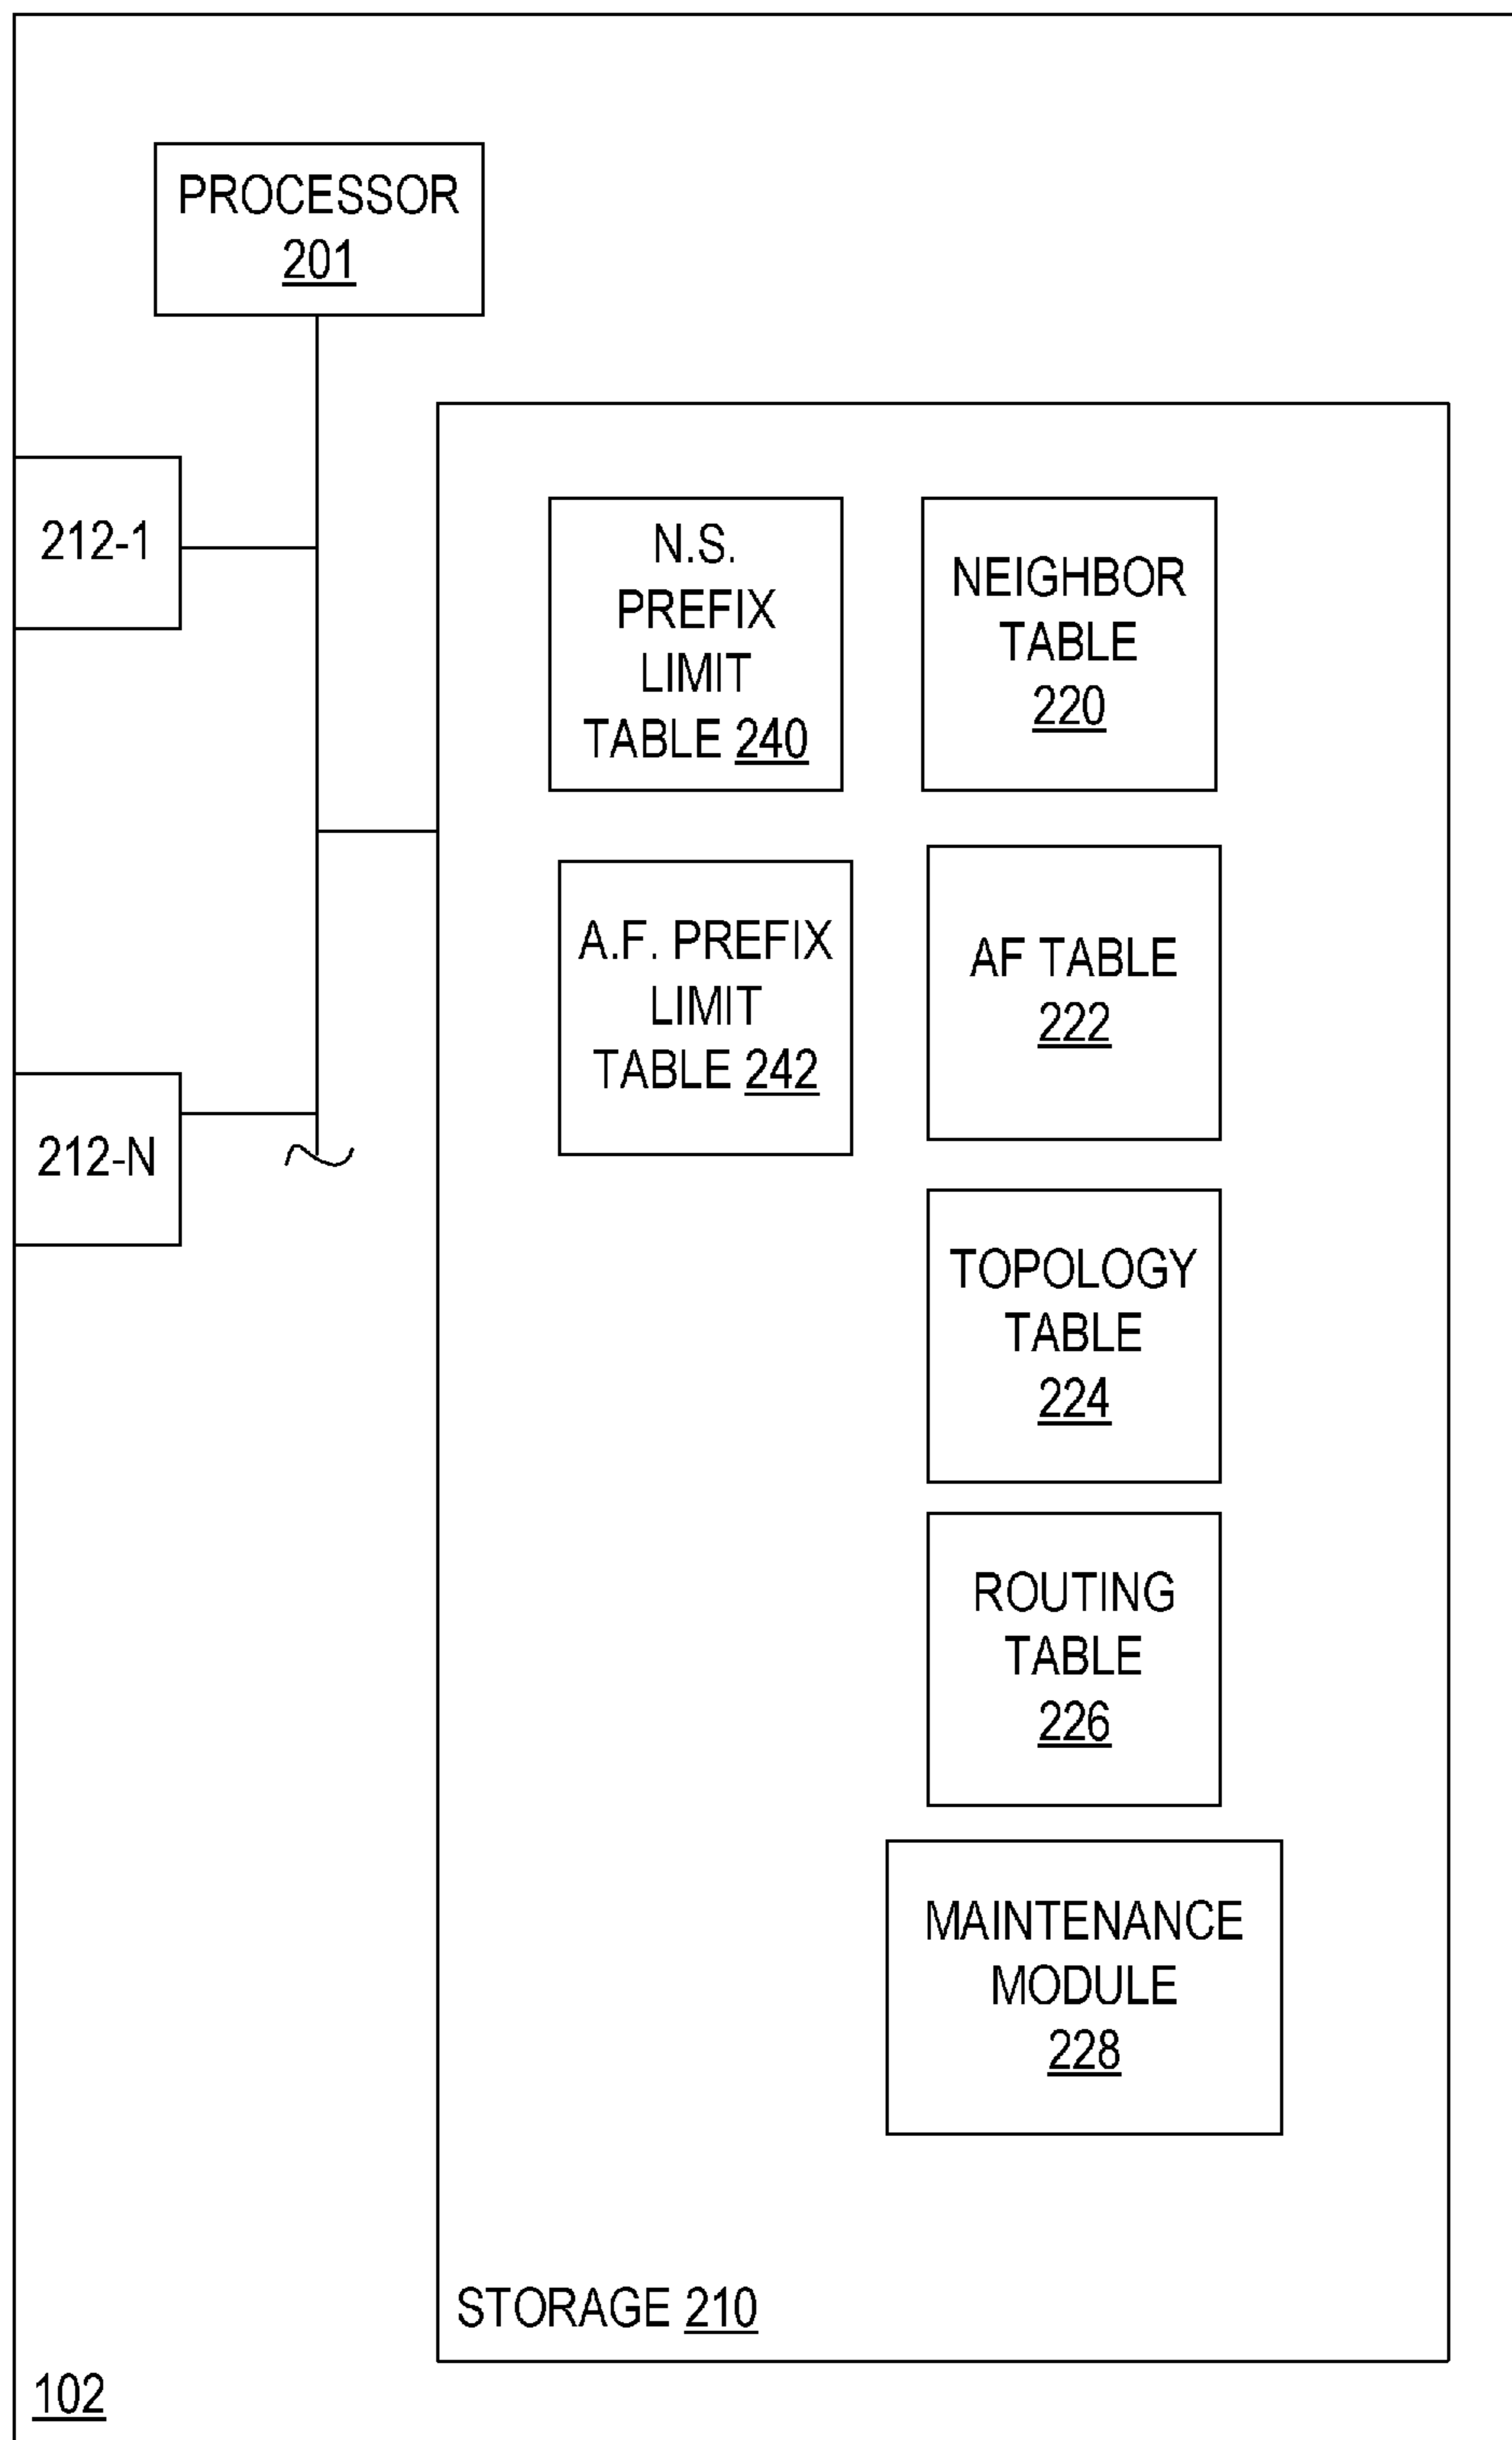 PROCESSOR
201
212-1
212-N
N.S.
PREFIX
LIMIT
TABLE 240
NEIGHBOR
TABLE
220
A.F. PREFIX
LIMIT
TABLE 242
AF TABLE
222
TOPOLOGY
TABLE
224
ROUTING
TABLE
226
MAINTENANCE
MODULE
228
STORAGE 210
102